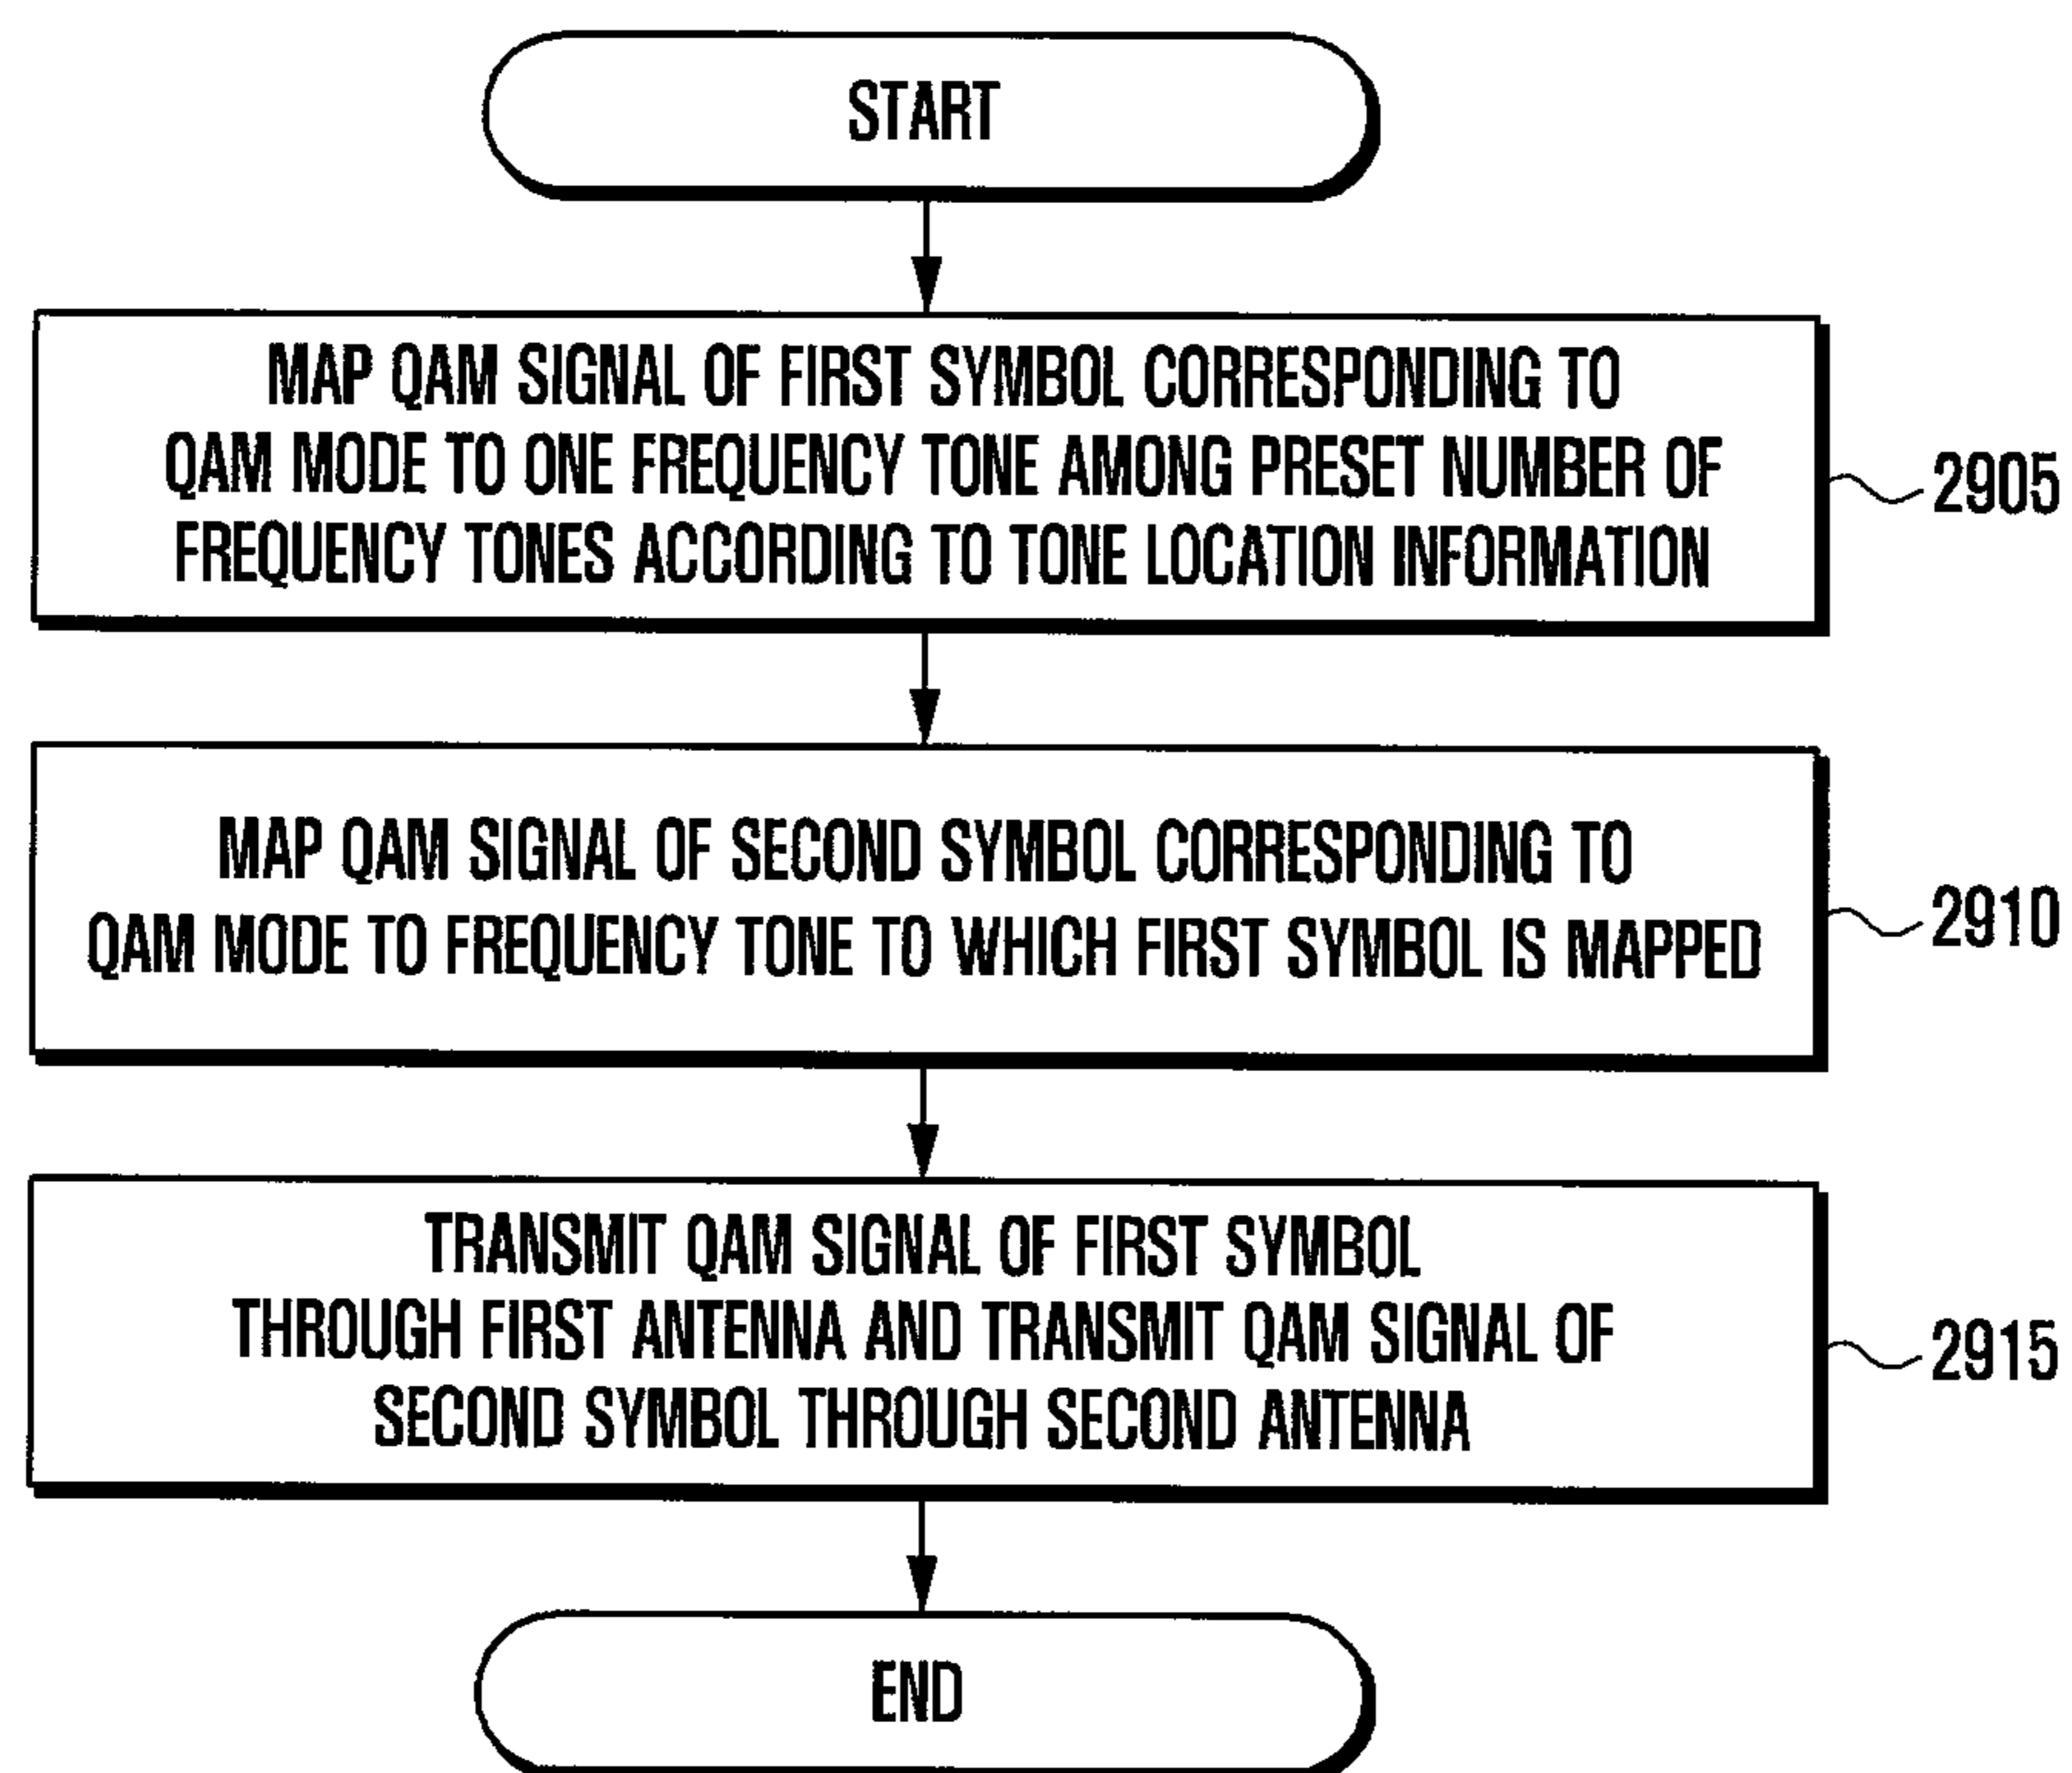 START
MAP QAM SIGNAL OF FIRST SYMBOL CORRESPONDING TO
QAM MODE TO ONE FREQUENCY TONE AMONG PRESET NUMBER OF
FREQUENCY TONES ACCORDING TO TONE LOCATION INFORMATION
2905
MAP QAM SIGNAL OF SECOND SYMBOL CORRESPONDING TO
QAM MODE TO FREQUENCY TONE TO WHICH FIRST SYMBOL IS MAPPED
2910
TRANSMIT QAM SIGNAL OF FIRST SYMBOL
THROUGH FIRST ANTENNA AND TRANSMIT QAM SIGNAL OF
SECOND SYMBOL THROUGH SECOND ANTENNA
2915
END